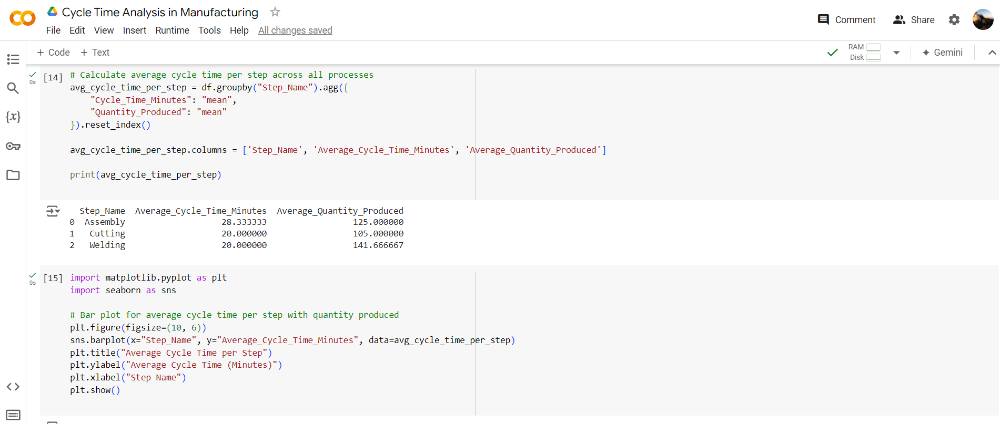 Cycle Time Analysis in Manufacturing
File Edit View Insert Runtime Tools Help All changes saved
Comment Share
+ Code + Text
RAM
Disk
Gemini
{x}
0s
[14]
# Calculate average cycle time per step across all processes
avg_cycle_time_per_step = df.groupby("Step_Name").agg({
    "Cycle_Time_Minutes": "mean",
    "Quantity_Produced": "mean"
}).reset_index()
avg_cycle_time_per_step.columns = ['Step_Name', 'Average_Cycle_Time_Minutes', 'Average_Quantity_Produced']
print(avg_cycle_time_per_step)
Step_Name Average_Cycle_Time_Minutes Average_Quantity_Produced
0 Assembly 28.333333 125.000000
1 Cutting 20.000000 105.000000
2 Welding 20.000000 141.666667
0s
[15]
import matplotlib.pyplot as plt
import seaborn as sns
# Bar plot for average cycle time per step with quantity produced
plt.figure(figsize=(10, 6))
sns.barplot(x="Step_Name", y="Average_Cycle_Time_Minutes", data=avg_cycle_time_per_step)
plt.title("Average Cycle Time per Step")
plt.ylabel("Average Cycle Time (Minutes)")
plt.xlabel("Step Name")
plt.show()